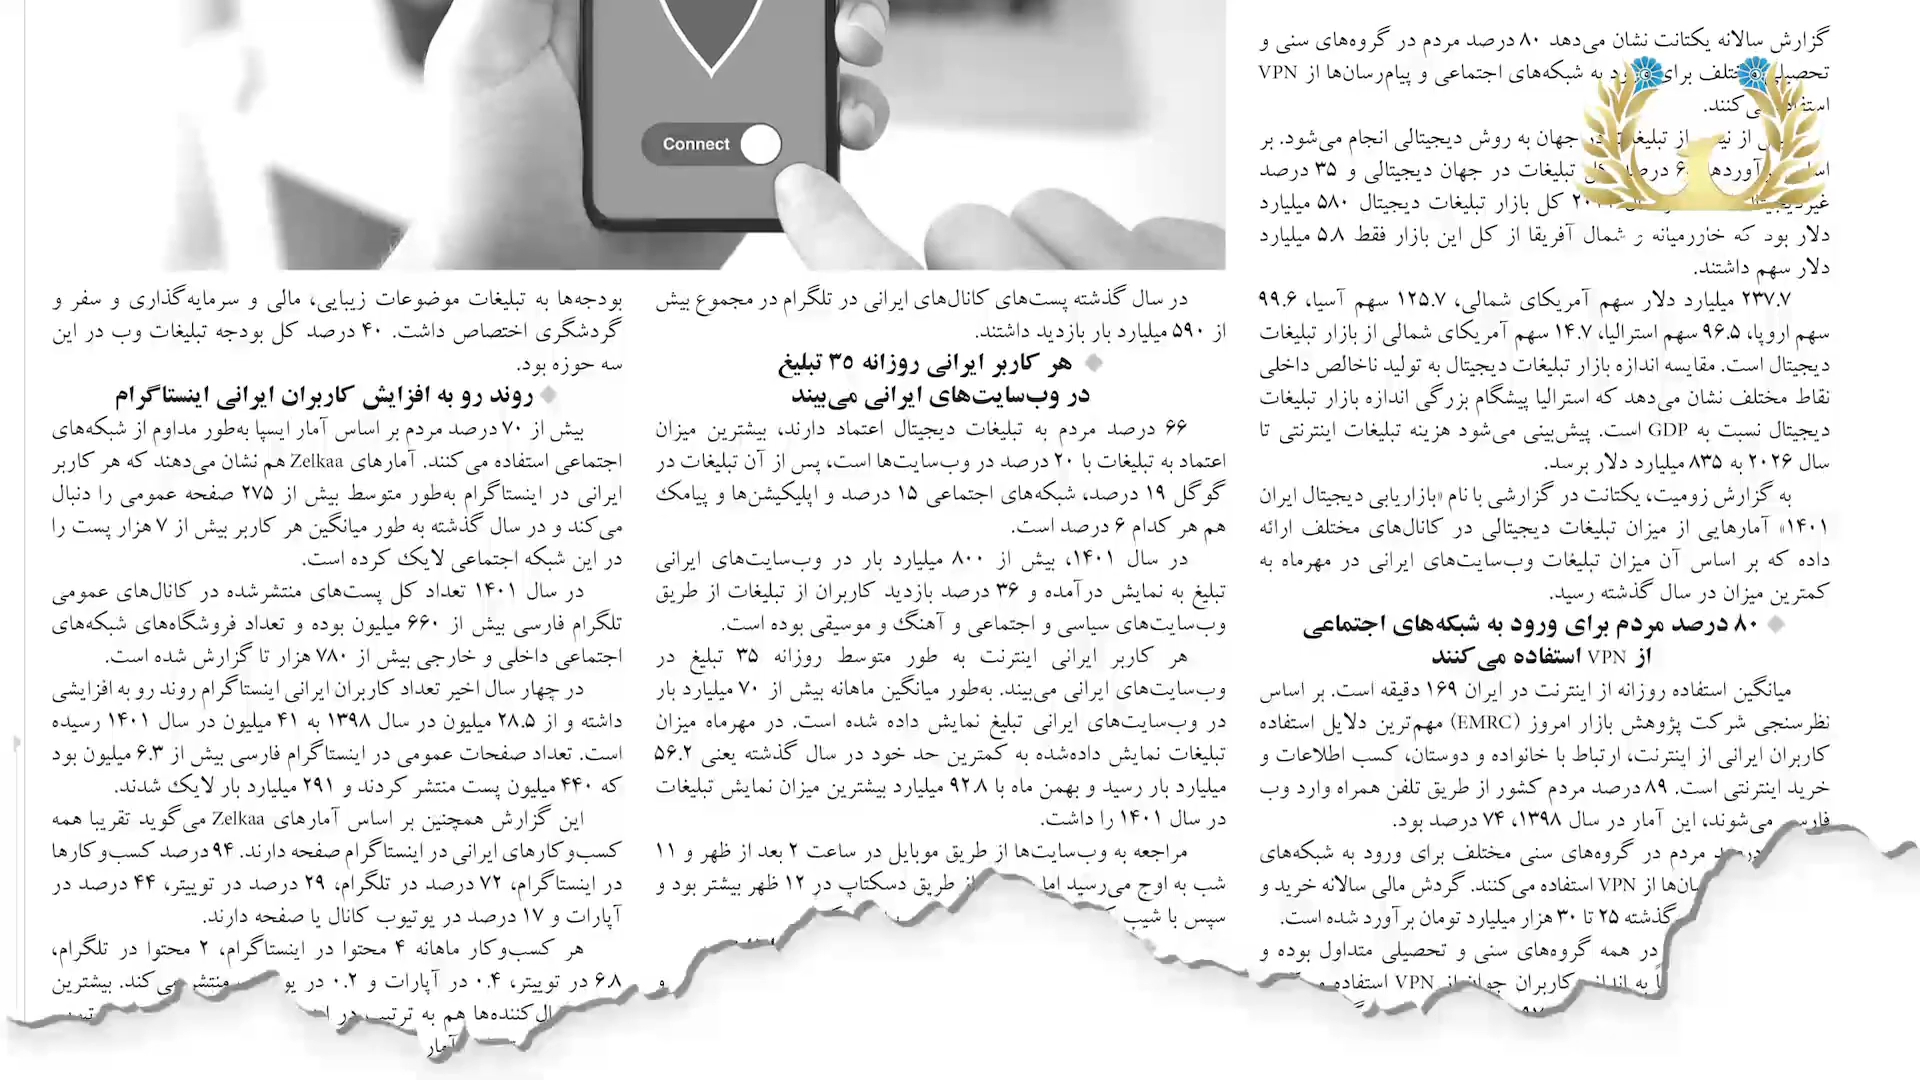 گزارش سالانه یکتانت نشان می‌دهد ۸۰ درصد مردم در گروه‌های سنی و
برای به شبکه‌های اجتماعی و پیام‌رسان‌ها از VPN
می‌کنند.
از از جهان به روش دیجیتالی انجام می‌شود. بر
تبلیغات در جهان دیجیتالی و ۳۵ درصد
کل بازار تبلیغات دیجیتال ۵۸۰ میلیارد
دلار بود که خاورمیانه و شمال آفریقا از کل این بازار فقط ۵.۸ میلیارد
دلار سهم داشتند.
۲۳۷.۷ میلیارد دلار سهم آمریکای شمالی، ۱۲۵.۷ سهم آسیا، ۹۹.۶
سهم اروپا، ۹۶.۵ سهم استرالیا، ۱۴.۷ سهم آمریکای شمالی از بازار تبلیغات
دیجیتال است. مقایسه اندازه بازار تبلیغات دیجیتال به تولید ناخالص داخلی
نقاط مختلف نشان می‌دهد که استرالیا پیشگام بزرگی اندازه بازار تبلیغات
دیجیتال نسبت به GDP است. پیش‌بینی می‌شود هزینه تبلیغات اینترنتی تا
سال ۲۰۲۶ به ۸۳۵ میلیارد دلار برسد.
به گزارش زومیت، یکتانت در گزارشی با نام «بازاریابی دیجیتال ایران
۱۴۰۱» آمارهایی از میزان تبلیغات دیجیتالی در کانال‌های مختلف ارائه
داده که بر اساس آن میزان تبلیغات وب‌سایت‌های ایرانی در مهرماه به
کمترین میزان در سال گذشته رسید.
۸۰ درصد مردم برای ورود به شبکه‌های اجتماعی
از VPN استفاده می‌کنند
میانگین استفاده روزانه از اینترنت در ایران ۱۶۹ دقیقه است. بر اساس
نظرسنجی شرکت پژوهش بازار امروز (EMRC) مهم‌ترین دلایل استفاده
کاربران ایرانی از اینترنت، ارتباط با خانواده و دوستان، کسب اطلاعات و
خرید اینترنتی است. ۸۹ درصد مردم کشور از طریق تلفن همراه وارد وب
فارسی می‌شوند، این آمار در سال ۱۳۹۸، ۷۴ درصد بود.
درصد مردم در گروه‌های سنی مختلف برای ورود به شبکه‌های
از VPN استفاده می‌کنند. گردش مالی سالانه خرید و
گذشته ۲۵ تا ۳۰ هزار میلیارد تومان برآورد شده است.
در همه گروه‌های سنی و تحصیلی متداول بوده و
به کاربران جوان از VPN استفاده
Connect
در سال گذشته پست‌های کانال‌های ایرانی در تلگرام در مجموع بیش
از ۵۹۰ میلیارد بار بازدید داشتند.
هر کاربر ایرانی روزانه ۳۵ تبلیغ
در وب‌سایت‌های ایرانی می‌بیند
۶۶ درصد مردم به تبلیغات دیجیتال اعتماد دارند، بیشترین میزان
اعتماد به تبلیغات با ۲۰ درصد در وب‌سایت‌ها است، پس از آن تبلیغات در
گوگل ۱۹ درصد، شبکه‌های اجتماعی ۱۵ درصد و اپلیکیشن‌ها و پیامک
هم هر کدام ۶ درصد است.
در سال ۱۴۰۱، بیش از ۸۰۰ میلیارد بار در وب‌سایت‌های ایرانی
تبلیغ به نمایش درآمده و ۳۶ درصد بازدید کاربران از تبلیغات از طریق
وب‌سایت‌های سیاسی و اجتماعی و آهنگ و موسیقی بوده است.
هر کاربر ایرانی اینترنت به طور متوسط روزانه ۳۵ تبلیغ در
وب‌سایت‌های ایرانی می‌بیند. به‌طور میانگین ماهانه بیش از ۷۰ میلیارد بار
در وب‌سایت‌های ایرانی تبلیغ نمایش داده شده است. در مهرماه میزان
تبلیغات نمایش داده‌شده به کمترین حد خود در سال گذشته یعنی ۵۶.۲
میلیارد بار رسید و بهمن ماه با ۹۲.۸ میلیارد بیشترین میزان نمایش تبلیغات
در سال ۱۴۰۱ را داشت.
مراجعه به وب‌سایت‌ها از طریق موبایل در ساعت ۲ بعد از ظهر و ۱۱
شب به اوج می‌رسید اما از طریق دسکتاپ در ۱۲ ظهر بیشتر بود و
سپس با شیب
بودجه‌ها به تبلیغات موضوعات زیبایی، مالی و سرمایه‌گذاری و سفر و
گردشگری اختصاص داشت. ۴۰ درصد کل بودجه تبلیغات وب در این
سه حوزه بود.
روند رو به افزایش کاربران ایرانی اینستاگرام
بیش از ۷۰ درصد مردم بر اساس آمار ایسپا به‌طور مداوم از شبکه‌های
اجتماعی استفاده می‌کنند. آمارهای Zelkaa هم نشان می‌دهند که هر کاربر
ایرانی در اینستاگرام به‌طور متوسط بیش از ۲۷۵ صفحه عمومی را دنبال
می‌کند و در سال گذشته به طور میانگین هر کاربر بیش از ۷ هزار پست را
در این شبکه اجتماعی لایک کرده است.
در سال ۱۴۰۱ تعداد کل پست‌های منتشرشده در کانال‌های عمومی
تلگرام فارسی بیش از ۶۶۰ میلیون بوده و تعداد فروشگاه‌های شبکه‌های
اجتماعی داخلی و خارجی بیش از ۷۸۰ هزار تا گزارش شده است.
در چهار سال اخیر تعداد کاربران ایرانی اینستاگرام روند رو به افزایشی
داشته و از ۲۸.۵ میلیون در سال ۱۳۹۸ به ۴۱ میلیون در سال ۱۴۰۱ رسیده
است. تعداد صفحات عمومی در اینستاگرام فارسی بیش از ۶.۳ میلیون بود
که ۴۴۰ میلیون پست منتشر کردند و ۲۹۱ میلیارد بار لایک شدند.
این گزارش همچنین بر اساس آمارهای Zelkaa می‌گوید تقریبا همه
کسب‌وکارهای ایرانی در اینستاگرام صفحه دارند. ۹۴ درصد کسب‌وکارها
در اینستاگرام، ۷۲ درصد در تلگرام، ۲۹ درصد در توییتر، ۴۴ درصد در
آپارات و ۱۷ درصد در یوتیوب کانال یا صفحه دارند.
هر کسب‌وکار ماهانه ۴ محتوا در اینستاگرام، ۲ محتوا در تلگرام،
۶.۸ در توییتر، ۰.۴ در آپارات و ۰.۲ در منتشر می‌کند. بیشترین
هم به ترتیب در
آمار